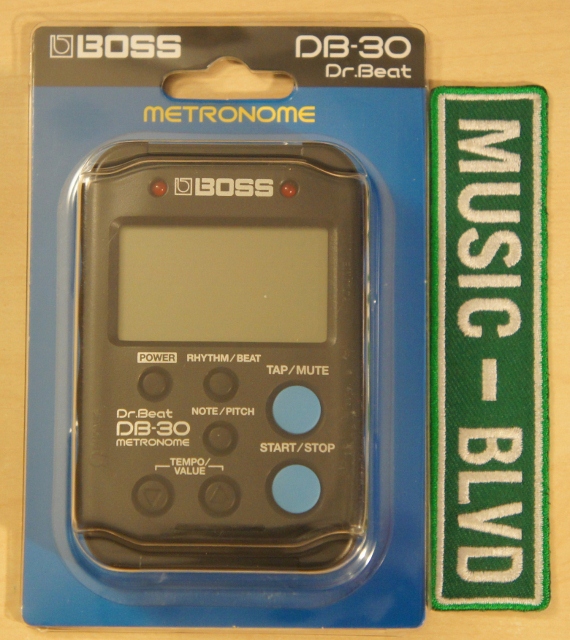 BOSS
DB-30
Dr.Beat
METRONOME
BOSS
POWER
RHYTHM/BEAT
TAP/MUTE
NOTE/PITCH
Dr.Beat
DB-30
METRONOME
START/STOP
TEMPO/
VALUE
MUSIC - BLVD